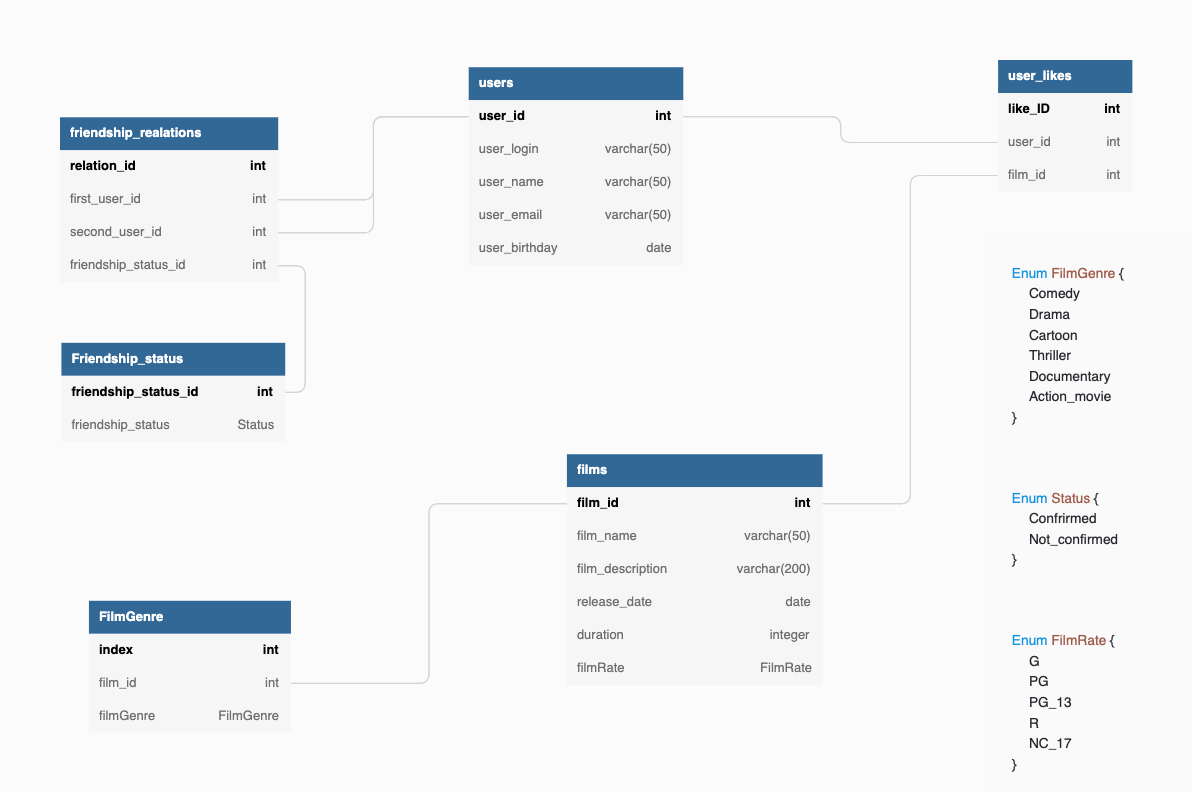 users
user_id int
user_login varchar(50)
user_name varchar(50)
user_email varchar(50)
user_birthday date
user_likes
like_ID int
user_id int
film_id int
friendship_realations
relation_id int
first_user_id int
second_user_id int
friendship_status_id int
Friendship_status
friendship_status_id int
friendship_status Status
films
film_id int
film_name varchar(50)
film_description varchar(200)
release_date date
duration integer
filmRate FilmRate
FilmGenre
index int
film_id int
filmGenre FilmGenre
Enum FilmGenre {
Comedy
Drama
Cartoon
Thriller
Documentary
Action_movie
}
Enum Status {
Confrirmed
Not_confirmed
}
Enum FilmRate {
G
PG
PG_13
R
NC_17
}